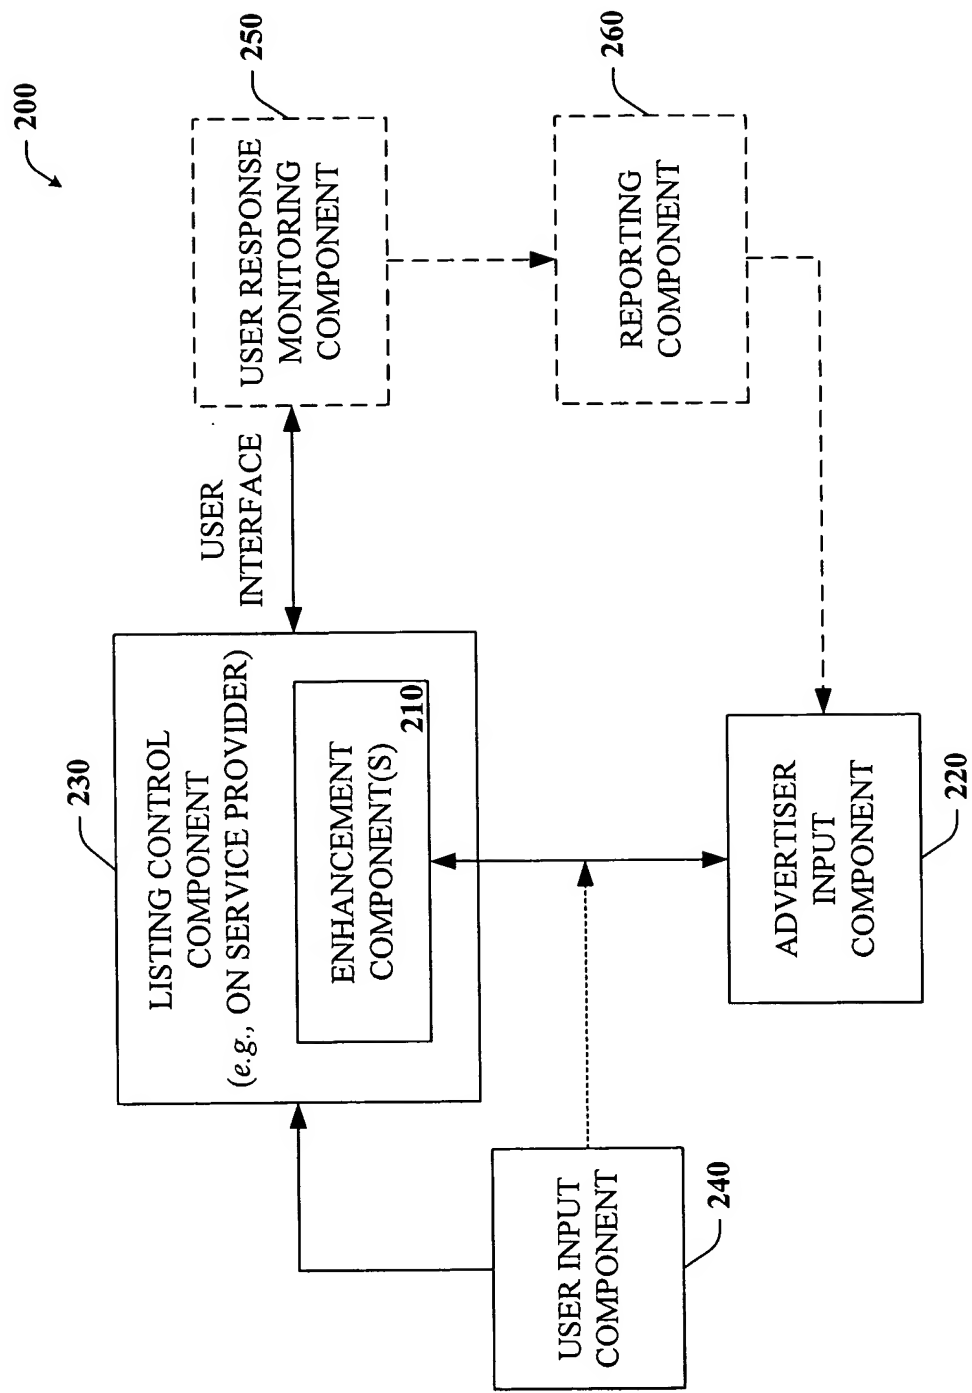 200
230
LISTING CONTROL
COMPONENT
(e.g., ON SERVICE PROVIDER)
ENHANCEMENT
COMPONENT(S)
210
USER
INTERFACE
250
USER RESPONSE
MONITORING
COMPONENT
260
REPORTING
COMPONENT
USER INPUT
COMPONENT
240
ADVERTISER
INPUT
COMPONENT
220